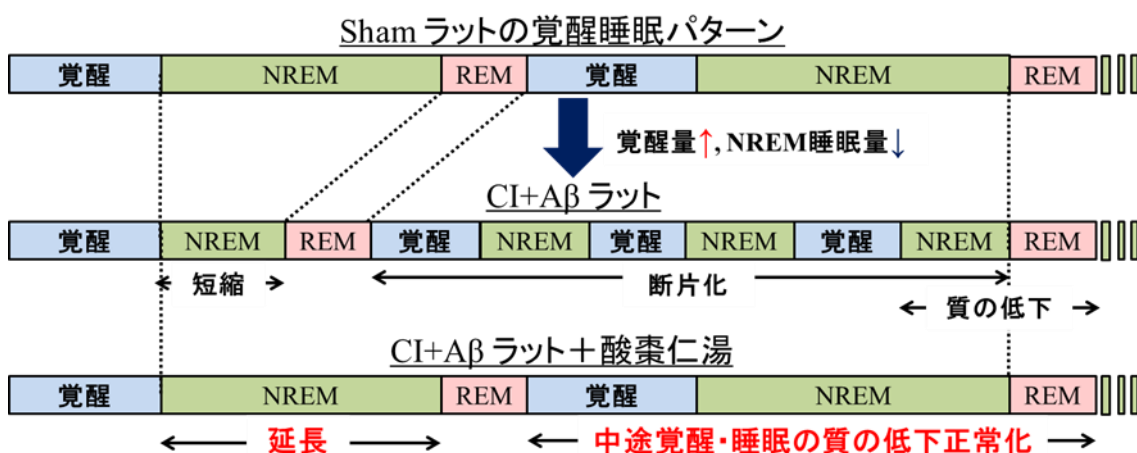 Sham ラットの覚醒睡眠パターン
覚醒 NREM REM 覚醒 NREM REM
覚醒量↑, NREM睡眠量↓
CI+Aβ ラット
覚醒 NREM REM 覚醒 NREM 覚醒 NREM 覚醒 NREM REM
短縮 断片化
質の低下
CI+Aβ ラット＋酸棗仁湯
覚醒 NREM REM 覚醒 NREM REM
延長 中途覚醒・睡眠の質の低下正常化